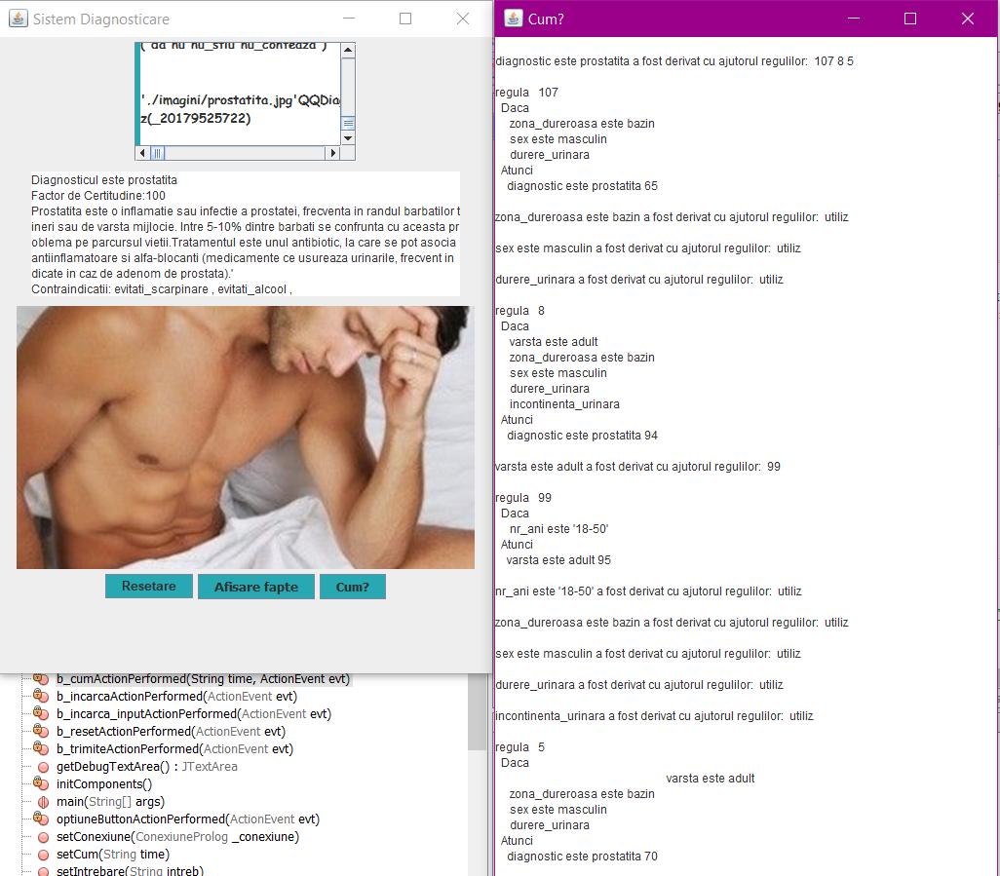 Sistem Diagnosticare
( da nu nu_stiu nu_conteaza )
'./imagini/prostatita.jpg'QQDia
z(_20179525722)
Diagnosticul este prostatita
Factor de Certitudine:100
Prostatita este o inflamatie sau infectie a prostatei, frecventa in randul barbatilor t
ineri sau de varsta mijlocie. Intre 5-10% dintre barbati se confrunta cu aceasta pr
oblema pe parcursul vietii.Tratamentul este unul antibiotic, la care se pot asocia
antiinflamatoare si alfa-blocanti (medicamente ce usureaza urinarile, frecvent in
dicate in caz de adenom de prostata).'
Contraindicatii: evitati_scarpinare , evitati_alcool ,
Resetare
Afisare fapte
Cum?
b_cumActionPerformed(String time, ActionEvent evt)
b_incarcaActionPerformed(ActionEvent evt)
b_incarca_inputActionPerformed(ActionEvent evt)
b_resetActionPerformed(ActionEvent evt)
b_trimiteActionPerformed(ActionEvent evt)
getDebugTextArea() : JTextArea
initComponents()
main(String[] args)
optiuneButtonActionPerformed(ActionEvent evt)
setConexiune(ConexiuneProlog _conexiune)
setCum(String time)
setIntrebare(String intreb)
Cum?
diagnostic este prostatita a fost derivat cu ajutorul regulilor: 107 8 5
regula 107
Daca
zona_dureroasa este bazin
sex este masculin
durere_urinara
Atunci
diagnostic este prostatita 65
zona_dureroasa este bazin a fost derivat cu ajutorul regulilor: utiliz
sex este masculin a fost derivat cu ajutorul regulilor: utiliz
durere_urinara a fost derivat cu ajutorul regulilor: utiliz
regula 8
Daca
varsta este adult
zona_dureroasa este bazin
sex este masculin
durere_urinara
incontinenta_urinara
Atunci
diagnostic este prostatita 94
varsta este adult a fost derivat cu ajutorul regulilor: 99
regula 99
Daca
nr_ani este '18-50'
Atunci
varsta este adult 95
nr_ani este '18-50' a fost derivat cu ajutorul regulilor: utiliz
zona_dureroasa este bazin a fost derivat cu ajutorul regulilor: utiliz
sex este masculin a fost derivat cu ajutorul regulilor: utiliz
durere_urinara a fost derivat cu ajutorul regulilor: utiliz
incontinenta_urinara a fost derivat cu ajutorul regulilor: utiliz
regula 5
Daca
varsta este adult
zona_dureroasa este bazin
sex este masculin
durere_urinara
Atunci
diagnostic este prostatita 70